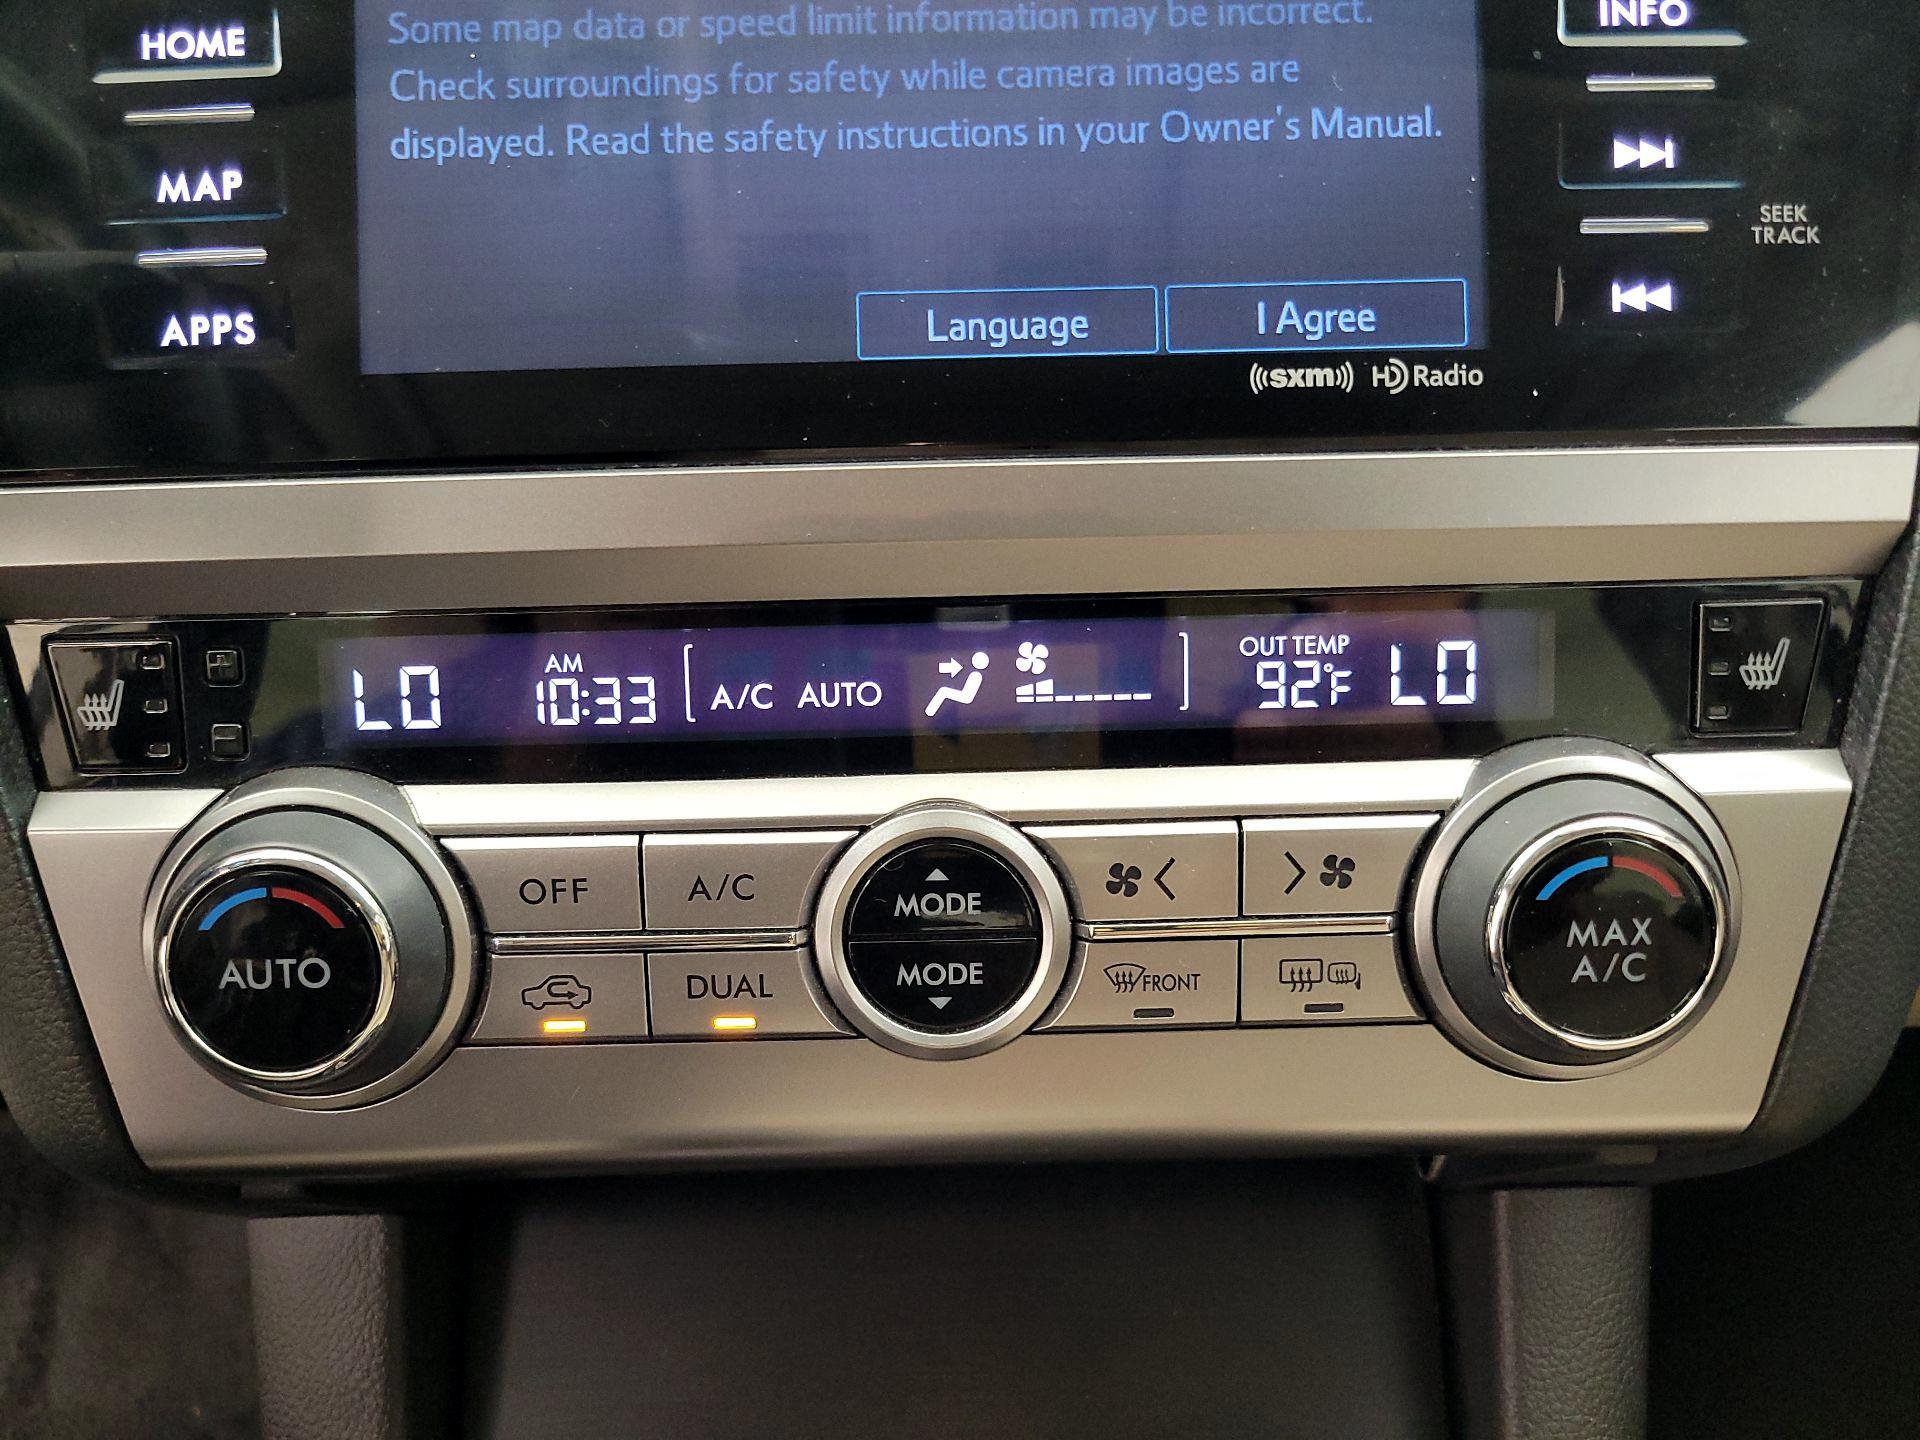 Some map data or speed limit information may be incorrect.
Check surroundings for safety while camera images are
displayed. Read the safety instructions in your Owner's Manual.
Language
I Agree
HOME
MAP
APPS
INFO
SEEK
TRACK
((sxm)) HD Radio
LO
AM
10:33
A/C AUTO
OUT TEMP
92°F
LO
AUTO
OFF
A/C
DUAL
MODE
MODE
FRONT
MAX
A/C